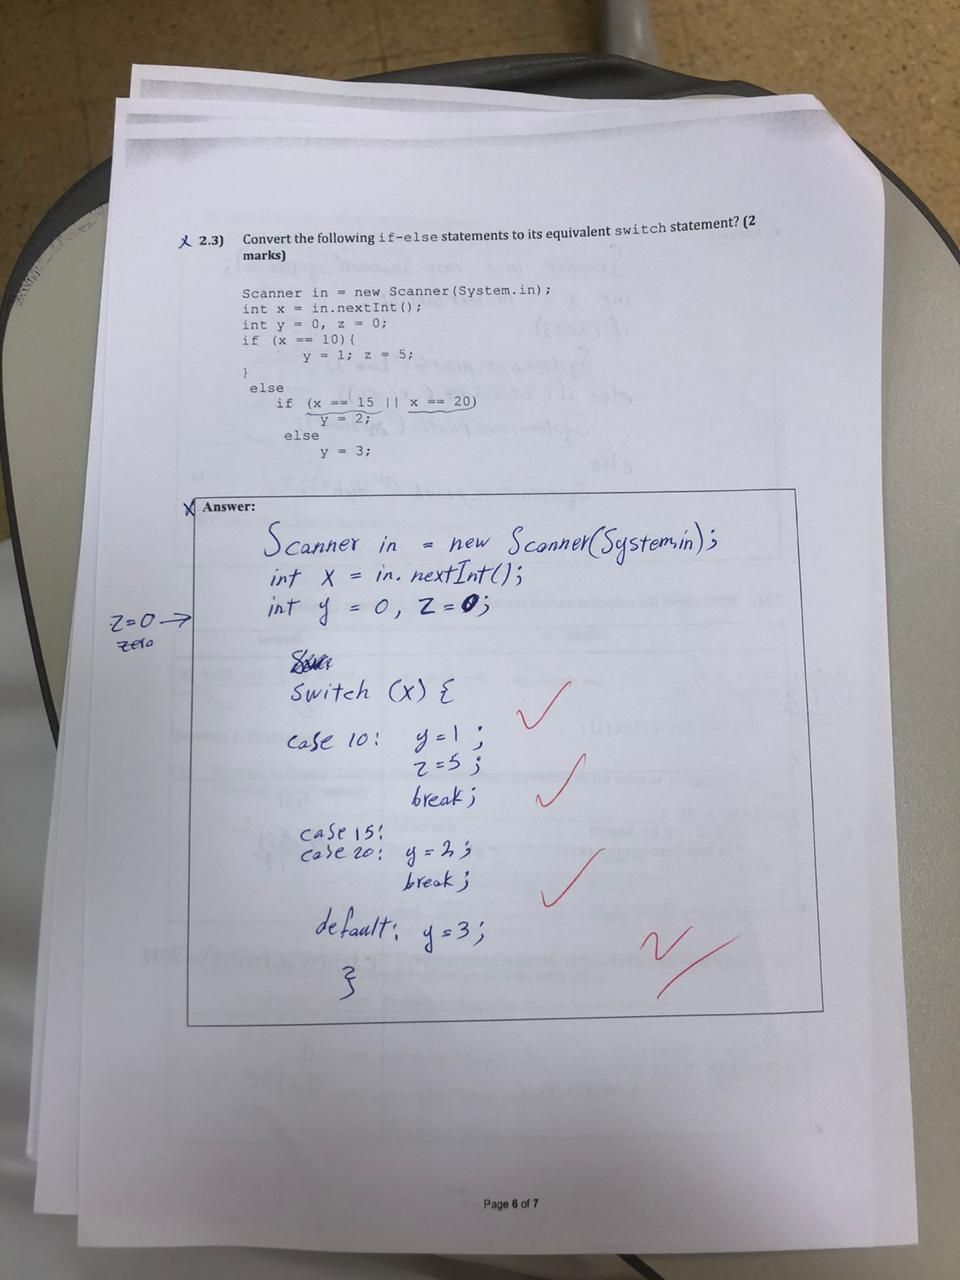 X 2.3) Convert the following if-else statements to its equivalent switch statement? (2
marks)
Scanner in = new Scanner(System.in);
int x = in.nextInt();
int y = 0, z = 0;
if (x == 10){
y = 1; z = 5;
}
else
if (x == 15 || x == 20)
y = 2;
else
y = 3;
X Answer:
Scanner in = new Scanner(System.in);
int x = in.nextInt();
int y = 0, z = 0;
z=0 →
zero
switch (x) {
case 10: y=1;
z=5;
break;
case 15:
case 20: y=2;
break;
default: y=3;
}
2
Page 6 of 7